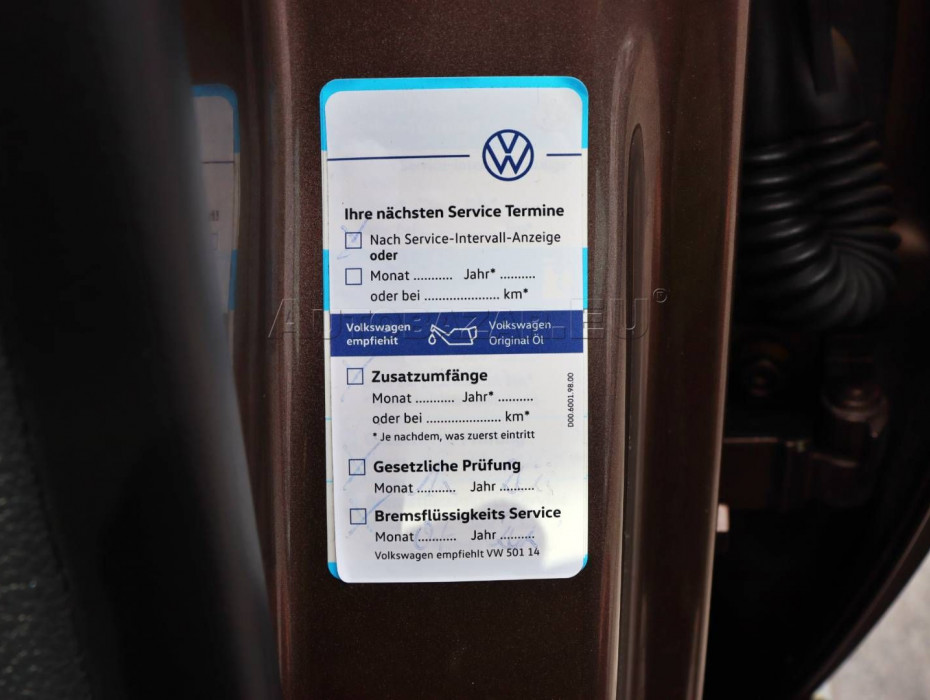 Ihre nächsten Service Termine
Nach Service-Intervall-Anzeige
oder
Monat ........... Jahr* ..........
oder bei ...................... km*
AUTOBAZAR.EU
Volkswagen
empfiehlt
Volkswagen
Original Öl
Zusatzumfänge
Monat ........... Jahr* ..........
oder bei ...................... km*
* Je nachdem, was zuerst eintritt
D00.6001.98.00
Gesetzliche Prüfung
Monat ........... Jahr ..........
Bremsflüssigkeits Service
Monat ........... Jahr ..........
Volkswagen empfiehlt VW 501 14